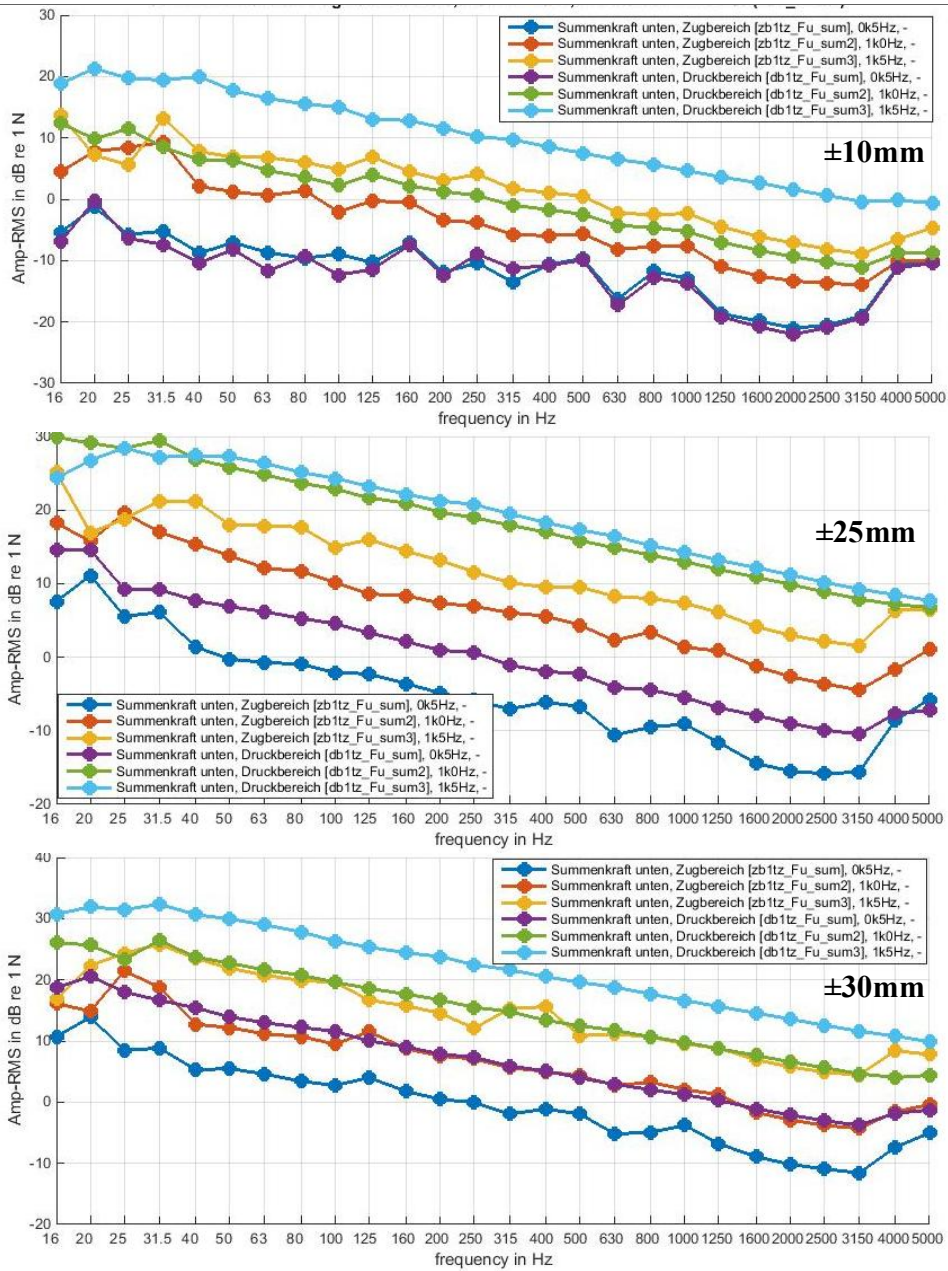 Summenkraft unten, Zugbereich [zb1tz_Fu_sum], 0k5Hz, -
Summenkraft unten, Zugbereich [zb1tz_Fu_sum2], 1k0Hz, -
Summenkraft unten, Zugbereich [zb1tz_Fu_sum3], 1k5Hz, -
Summenkraft unten, Druckbereich [db1tz_Fu_sum], 0k5Hz, -
Summenkraft unten, Druckbereich [db1tz_Fu_sum2], 1k0Hz, -
Summenkraft unten, Druckbereich [db1tz_Fu_sum3], 1k5Hz, -
±10mm
Amp-RMS in dB re 1 N
30
20
10
0
-10
-20
-30
16 20 25 31.5 40 50 63 80 100 125 160 200 250 315 400 500 630 800 1000 1250 1600 2000 2500 3150 4000 5000
frequency in Hz
±25mm
Amp-RMS in dB re 1 N
30
20
10
0
-10
-20
Summenkraft unten, Zugbereich [zb1tz_Fu_sum], 0k5Hz, -
Summenkraft unten, Zugbereich [zb1tz_Fu_sum2], 1k0Hz, -
Summenkraft unten, Zugbereich [zb1tz_Fu_sum3], 1k5Hz, -
Summenkraft unten, Druckbereich [db1tz_Fu_sum], 0k5Hz, -
Summenkraft unten, Druckbereich [db1tz_Fu_sum2], 1k0Hz, -
Summenkraft unten, Druckbereich [db1tz_Fu_sum3], 1k5Hz, -
16 20 25 31.5 40 50 63 80 100 125 160 200 250 315 400 500 630 800 1000 1250 1600 2000 2500 3150 4000 5000
frequency in Hz
Summenkraft unten, Zugbereich [zb1tz_Fu_sum], 0k5Hz, -
Summenkraft unten, Zugbereich [zb1tz_Fu_sum2], 1k0Hz, -
Summenkraft unten, Zugbereich [zb1tz_Fu_sum3], 1k5Hz, -
Summenkraft unten, Druckbereich [db1tz_Fu_sum], 0k5Hz, -
Summenkraft unten, Druckbereich [db1tz_Fu_sum2], 1k0Hz, -
Summenkraft unten, Druckbereich [db1tz_Fu_sum3], 1k5Hz, -
±30mm
Amp-RMS in dB re 1 N
40
30
20
10
0
-10
-20
16 20 25 31.5 40 50 63 80 100 125 160 200 250 315 400 500 630 800 1000 1250 1600 2000 2500 3150 4000 5000
frequency in Hz